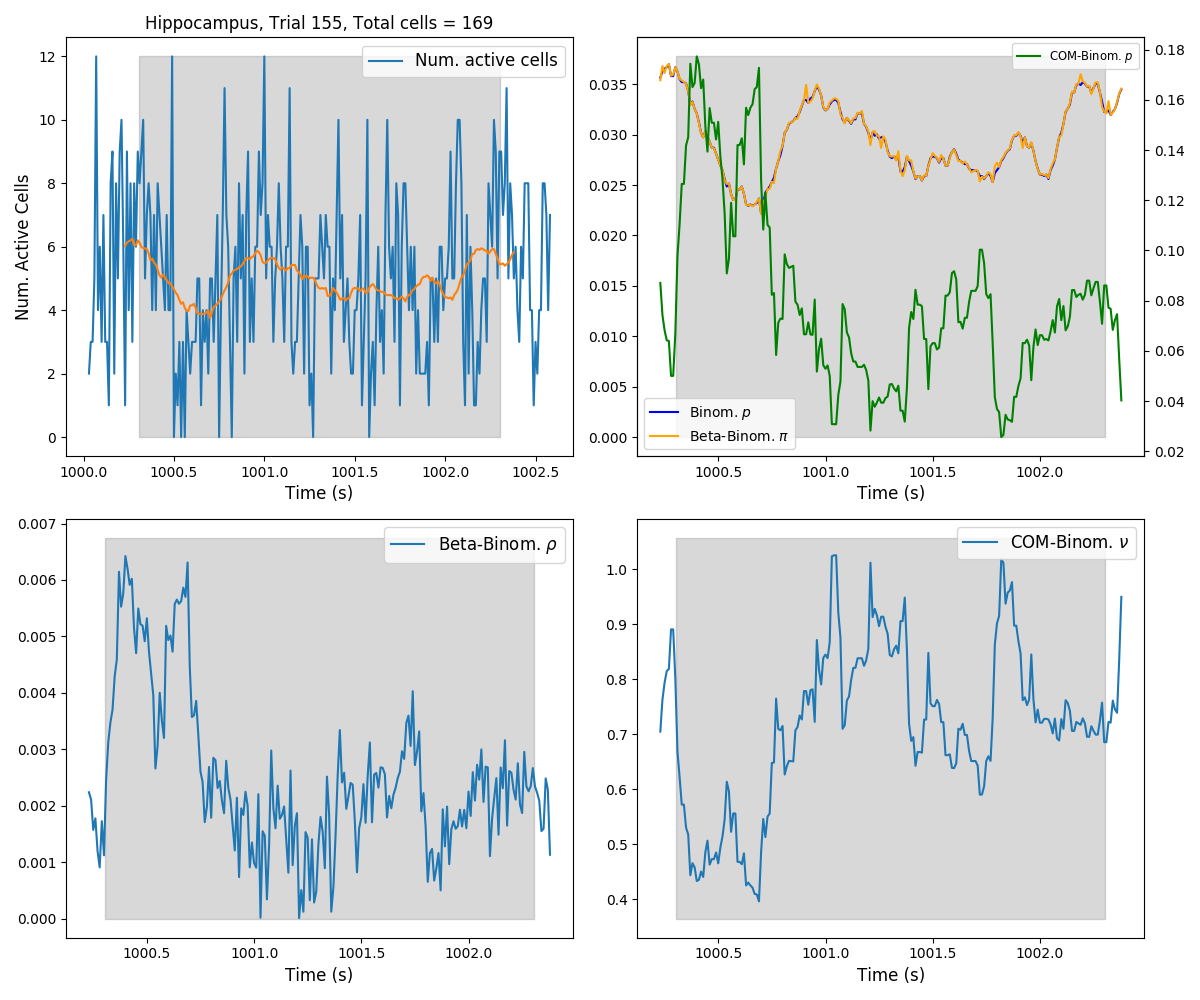 Hippocampus, Trial 155, Total cells = 169
Num. active cells
Num. Active Cells
12
10
8
6
4
2
0
1000.0 1000.5 1001.0 1001.5 1002.0 1002.5
Time (s)
COM-Binom. p
0.035
0.030
0.025
0.020
0.015
0.010
0.005
0.000
0.18
0.16
0.14
0.12
0.10
0.08
0.06
0.04
0.02
Binom. p
Beta-Binom. π
1000.5 1001.0 1001.5 1002.0
Time (s)
Beta-Binom. ρ
0.007
0.006
0.005
0.004
0.003
0.002
0.001
0.000
1000.5 1001.0 1001.5 1002.0
Time (s)
COM-Binom. ν
1.0
0.9
0.8
0.7
0.6
0.5
0.4
1000.5 1001.0 1001.5 1002.0
Time (s)